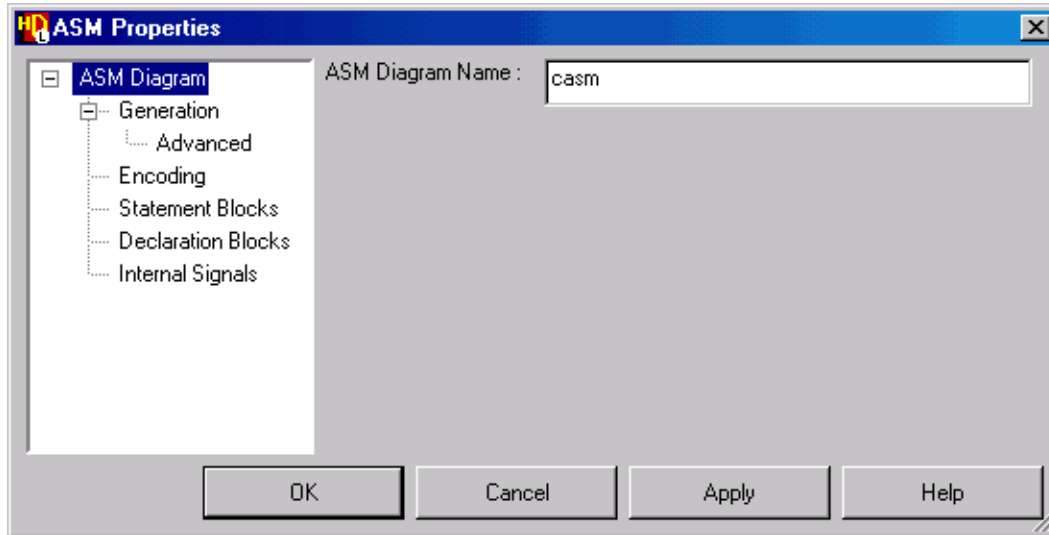 HD L ASM Properties
ASM Diagram
Generation
Advanced
Encoding
Statement Blocks
Declaration Blocks
Internal Signals
ASM Diagram Name : casm
OK Cancel Apply Help